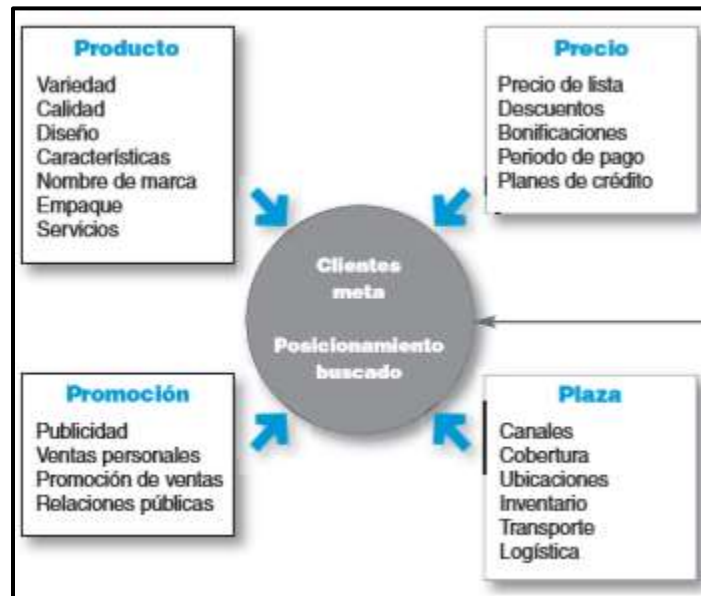 Producto
Variedad
Calidad
Diseño
Características
Nombre de marca
Empaque
Servicios
Precio
Precio de lista
Descuentos
Bonificaciones
Periodo de pago
Planes de crédito
Clientes
meta
Posicionamiento
buscado
Promoción
Publicidad
Ventas personales
Promoción de ventas
Relaciones públicas
Plaza
Canales
Cobertura
Ubicaciones
Inventario
Transporte
Logística